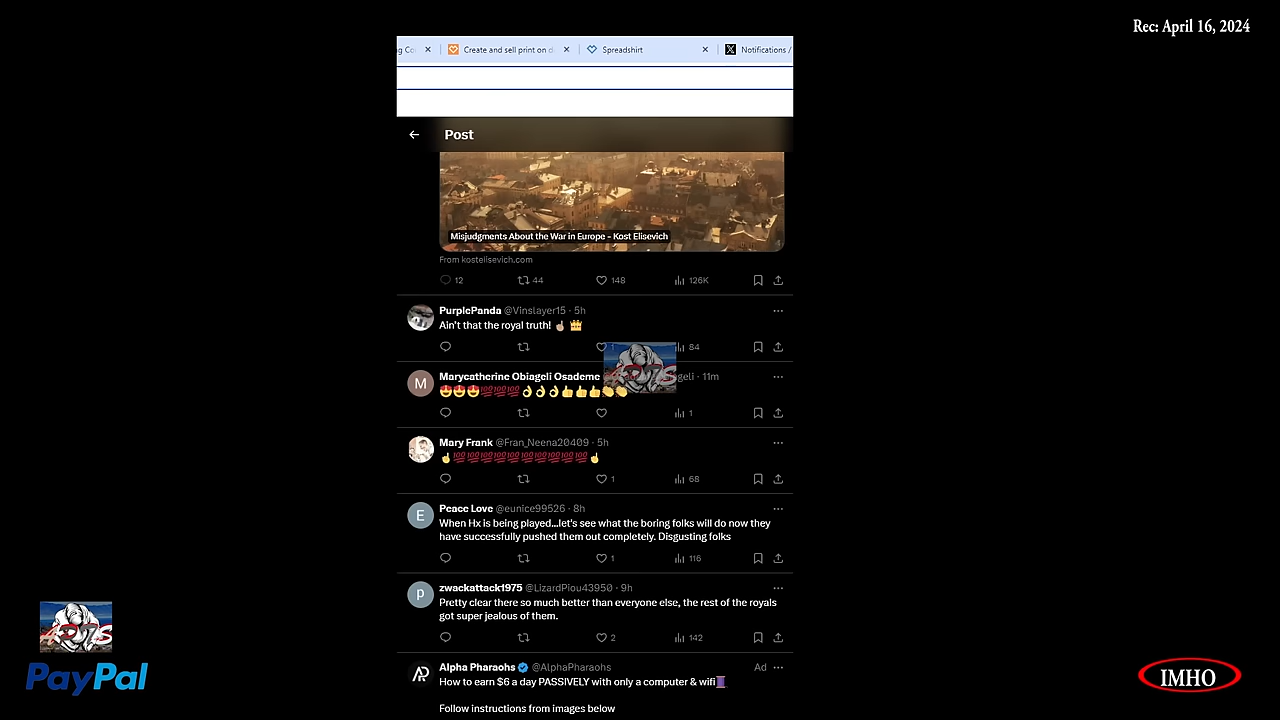 Rec: April 16, 2024
Create and sell print on d
Spreadshirt
Notifications /
Post
Misjudgments About the War in Europe - Kost Elisevich
From kostelisevich.com
12 44 148 126K
PurplePanda @Vinslayer15 · 5h
Ain't that the royal truth! ☝🏽 👑
1 84
Marycatherine Obiageli Osademe · 11m
😍😍😍💯💯💯👌👌👌👍👍👍👏👏
1
Mary Frank @Fran_Neena20409 · 5h
☝💯💯💯💯💯💯💯💯💯💯☝
1 68
E
Peace Love @eunice99526 · 8h
When Hx is being played...let's see what the boring folks will do now they
have successfully pushed them out completely. Disgusting folks
1 116
p
zwackattack1975 @LizardPiou43950 · 9h
Pretty clear there so much better than everyone else, the rest of the royals
got super jealous of them.
2 142
Alpha Pharaohs @AlphaPharaohs Ad
How to earn $6 a day PASSIVELY with only a computer & wifi🧵
Follow instructions from images below
M
PayPal
IMHO